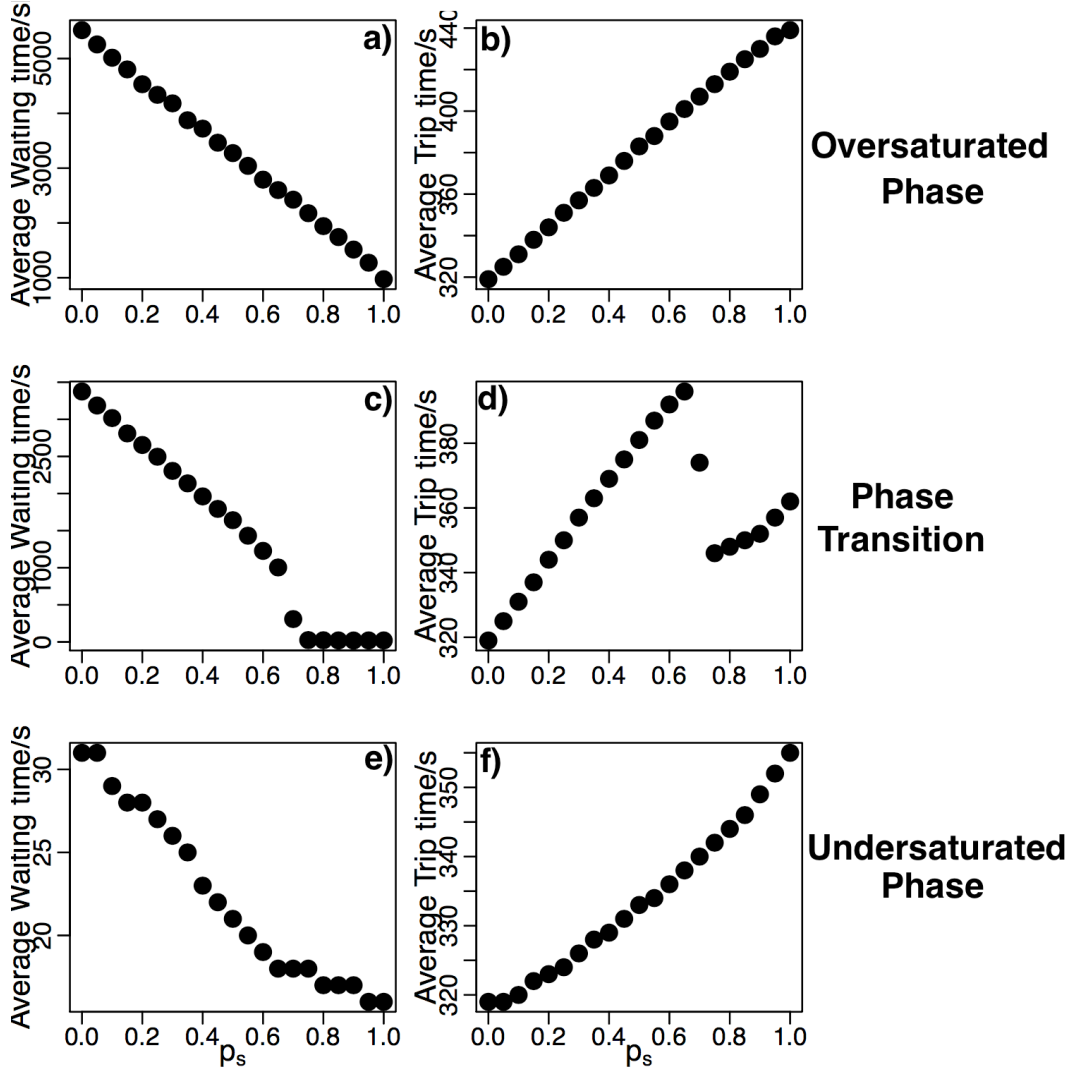 a)
Average Waiting time/s
5000
3000
1000
0.0 0.2 0.4 0.6 0.8 1.0
b)
Average Trip time/s
440
400
360
320
0.0 0.2 0.4 0.6 0.8 1.0
Oversaturated
Phase
c)
Average Waiting time/s
2500
1000
0
0.0 0.2 0.4 0.6 0.8 1.0
d)
Average Trip time/s
380
360
340
320
0.0 0.2 0.4 0.6 0.8 1.0
Phase
Transition
e)
Average Waiting time/s
30
25
20
0.0 0.2 0.4 0.6 0.8 1.0
ps
f)
Average Trip time/s
350
340
330
320
0.0 0.2 0.4 0.6 0.8 1.0
ps
Undersaturated
Phase